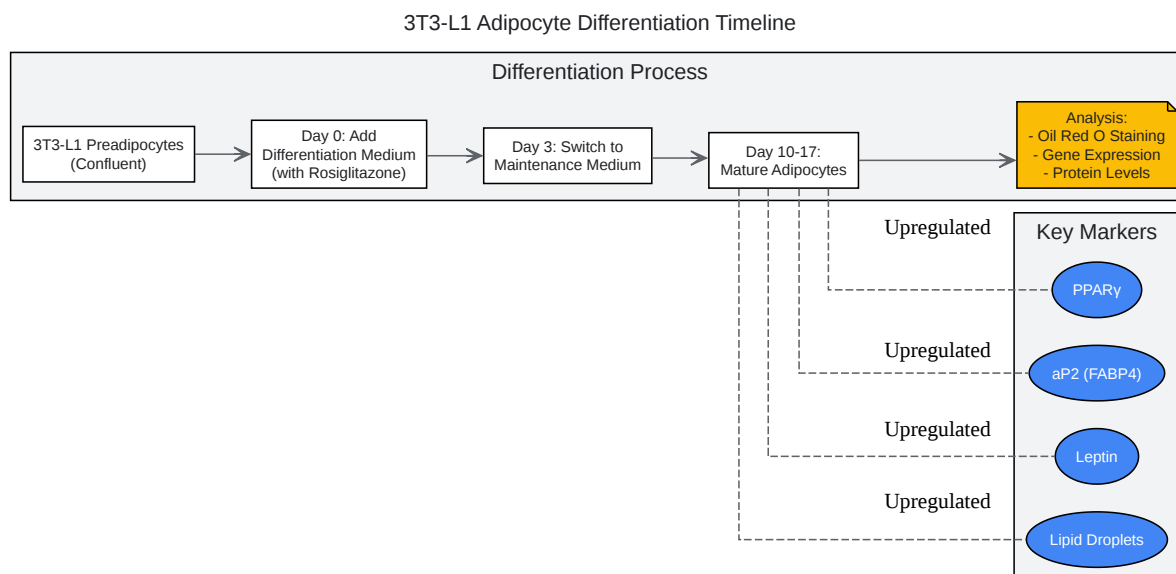 3T3-L1 Adipocyte Differentiation Timeline
Differentiation Process
3T3-L1 Preadipocytes
(Confluent)
Day 0: Add
Differentiation Medium
(with Rosiglitazone)
Day 3: Switch to
Maintenance Medium
Day 10-17:
Mature Adipocytes
Analysis:
- Oil Red O Staining
- Gene Expression
- Protein Levels
Key Markers
Upregulated
PPARγ
Upregulated
aP2 (FABP4)
Upregulated
Leptin
Upregulated
Lipid Droplets